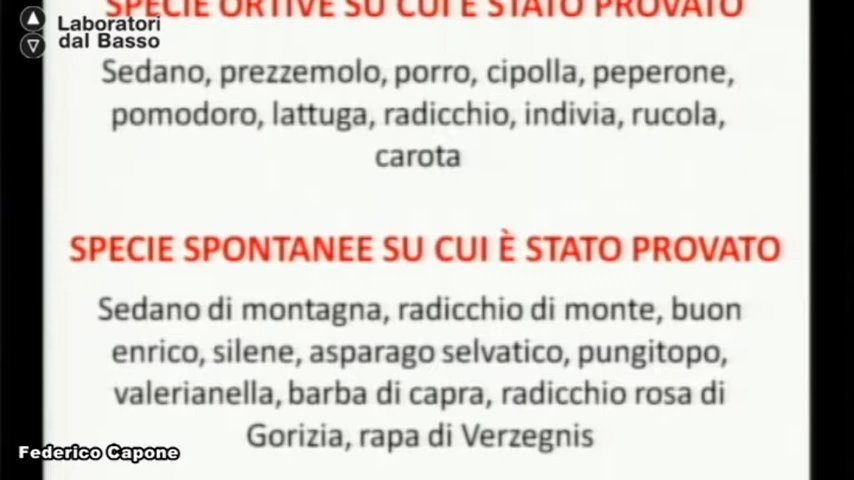 SPECIE ORTIVE SU CUI È STATO PROVATO
Laboratori
dal Basso
Sedano, prezzemolo, porro, cipolla, peperone,
pomodoro, lattuga, radicchio, indivia, rucola,
carota
SPECIE SPONTANEE SU CUI È STATO PROVATO
Sedano di montagna, radicchio di monte, buon
enrico, silene, asparago selvatico, pungitopo,
valerianella, barba di capra, radicchio rosa di
Gorizia, rapa di Verzegnis
Federico Capone